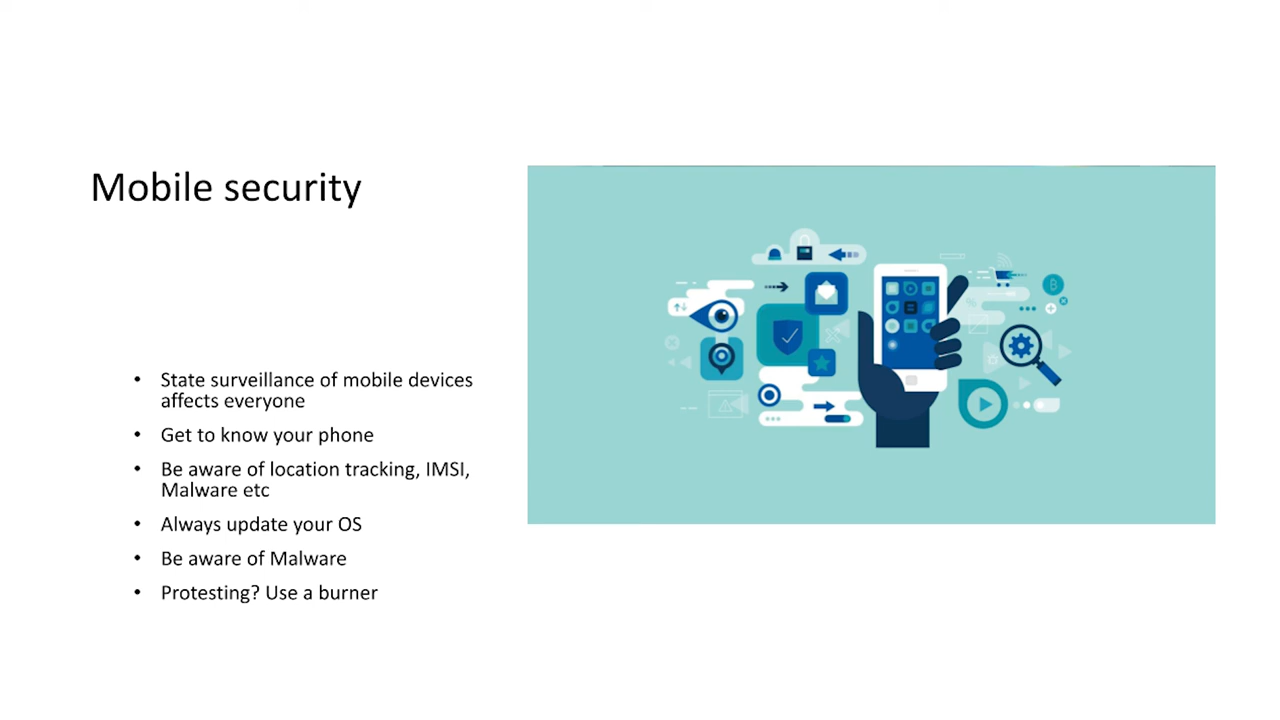 Mobile security
• State surveillance of mobile devices
affects everyone
• Get to know your phone
• Be aware of location tracking, IMSI,
Malware etc
• Always update your OS
• Be aware of Malware
• Protesting? Use a burner